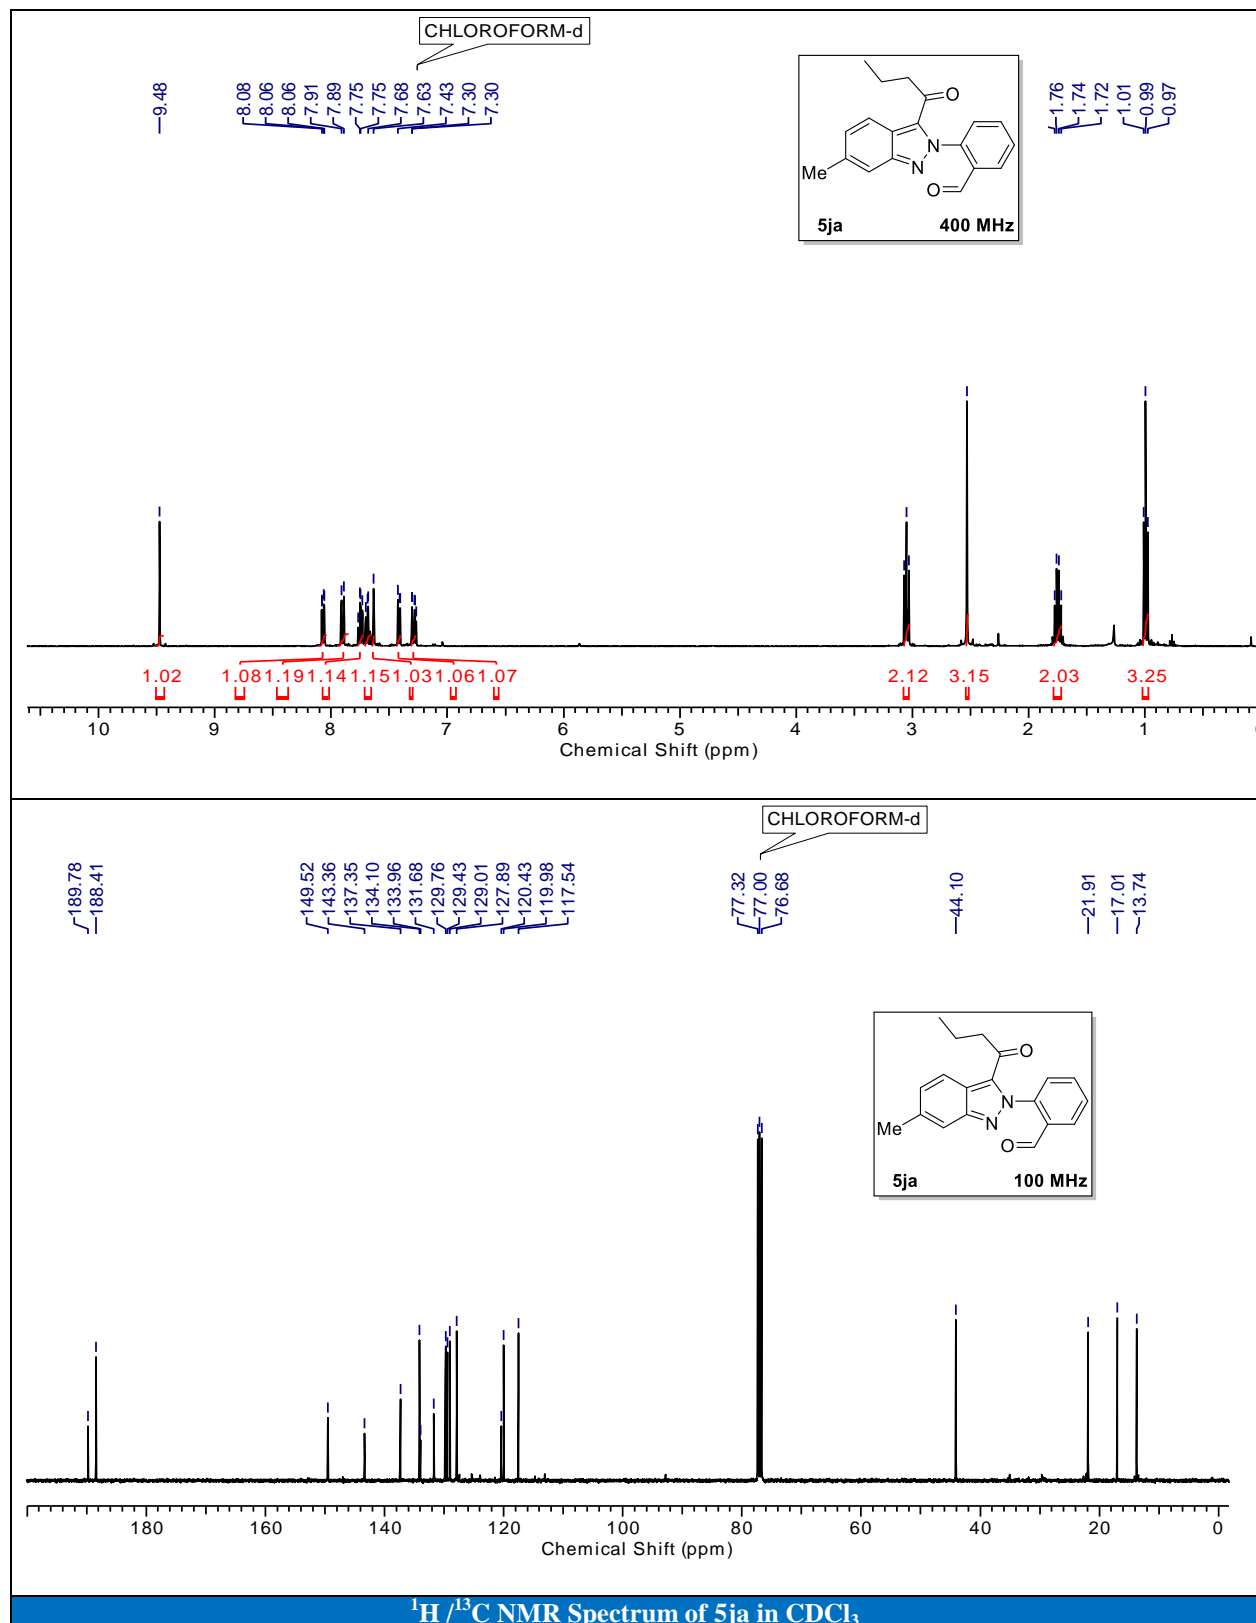 CHLOROFORM-d
9.48
8.08
8.06
8.06
7.91
7.89
7.75
7.75
7.68
7.63
7.43
7.30
7.30
1.76
1.74
1.72
1.01
0.99
0.97
O
N
N
O
Me
5ja 400 MHz
1.02 1.08 1.19 1.14 1.15 1.03 1.06 1.07 2.12 3.15 2.03 3.25
10 9 8 7 6 5 4 3 2 1
Chemical Shift (ppm)
CHLOROFORM-d
189.78
188.41
149.52
143.36
137.35
134.10
133.96
131.68
129.76
129.43
129.01
127.89
120.43
119.98
117.54
77.32
77.00
76.68
44.10
21.91
17.01
13.74
O
N
N
O
Me
5ja 100 MHz
180 160 140 120 100 80 60 40 20 0
Chemical Shift (ppm)
¹H /¹³C NMR Spectrum of 5ja in CDCl₃